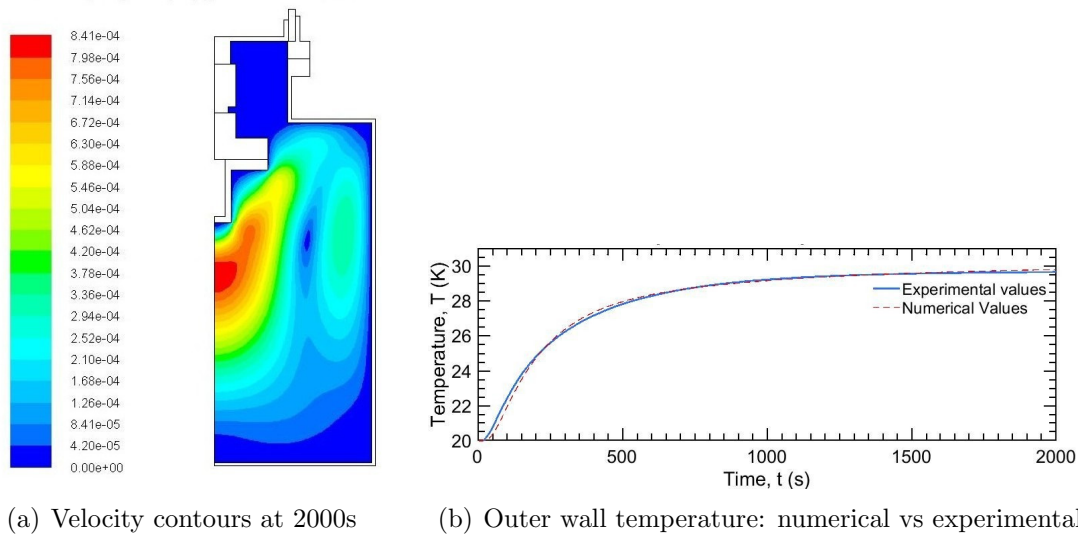 8.41e-04
7.98e-04
7.56e-04
7.14e-04
6.72e-04
6.30e-04
5.88e-04
5.46e-04
5.04e-04
4.62e-04
4.20e-04
3.78e-04
3.36e-04
2.94e-04
2.52e-04
2.10e-04
1.68e-04
1.26e-04
8.41e-05
4.20e-05
0.00e+00
30
28
26
24
22
20
Temperature, T (K)
Experimental values
Numerical Values
0 500 1000 1500 2000
Time, t (s)
(a) Velocity contours at 2000s
(b) Outer wall temperature: numerical vs experimental